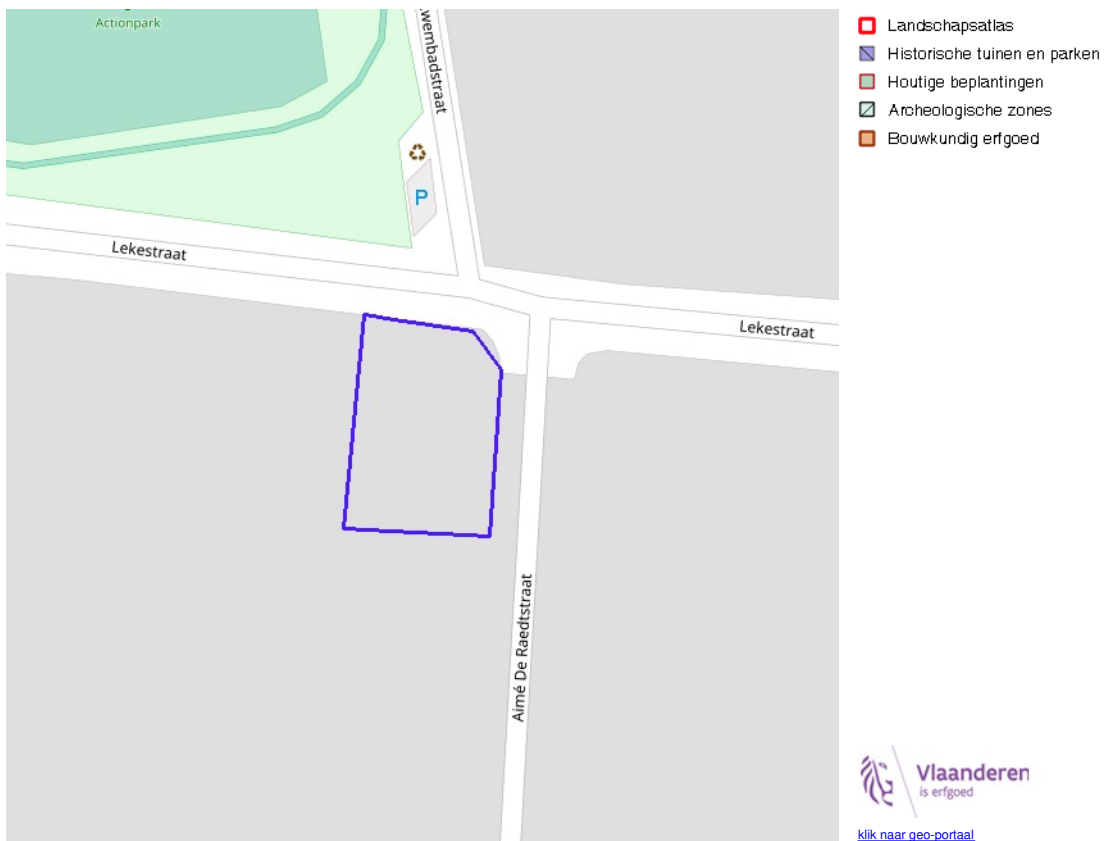 Actionpark
wembadstraat
P
Lekestraat
Lekestraat
Aimé De Raedtstraat
Landschapsatlas
Historische tuinen en parken
Houtige beplantingen
Archeologische zones
Bouwkundig erfgoed
Vlaanderen
is erfgoed
klik naar geo-portaal